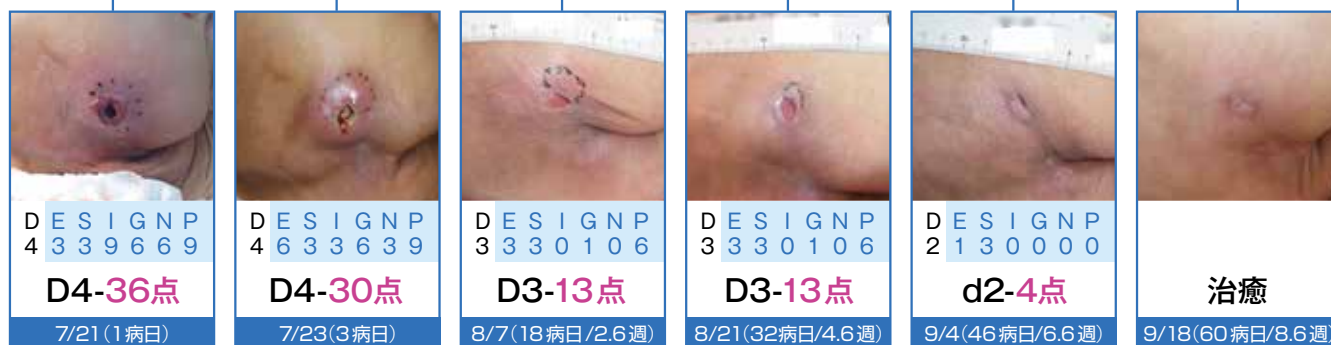 D E S I G N P
4 3 3 9 6 6 9
D4-36点
7/21(1病日)
D E S I G N P
4 6 3 3 6 3 9
D4-30点
7/23(3病日)
D E S I G N P
3 3 3 0 1 0 6
D3-13点
8/7(18病日/2.6週)
D E S I G N P
3 3 3 0 1 0 6
D3-13点
8/21(32病日/4.6週)
D E S I G N P
2 1 3 0 0 0 0
d2-4点
9/4(46病日/6.6週)
治癒
9/18(60病日/8.6週)